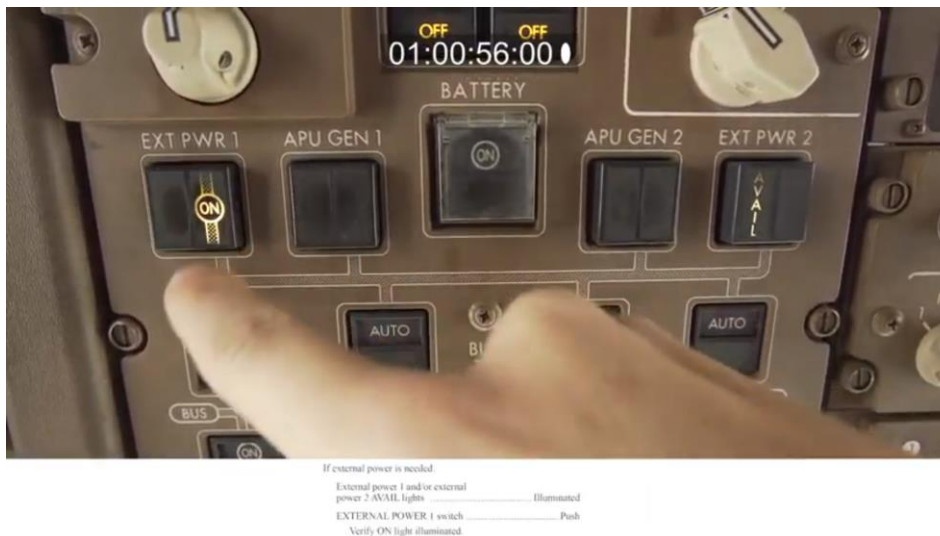 OFF OFF
01:00:56:00
BATTERY
EXT PWR 1 APU GEN 1 APU GEN 2 EXT PWR 2
ON
ON
AVAIL
AUTO
AUTO
1
BUS
ON
If external power is needed:
External power 1 and/or external
power 2 AVAIL lights ........................ Illuminated
EXTERNAL POWER 1 switch ........................ Push
Verify ON light illuminated.